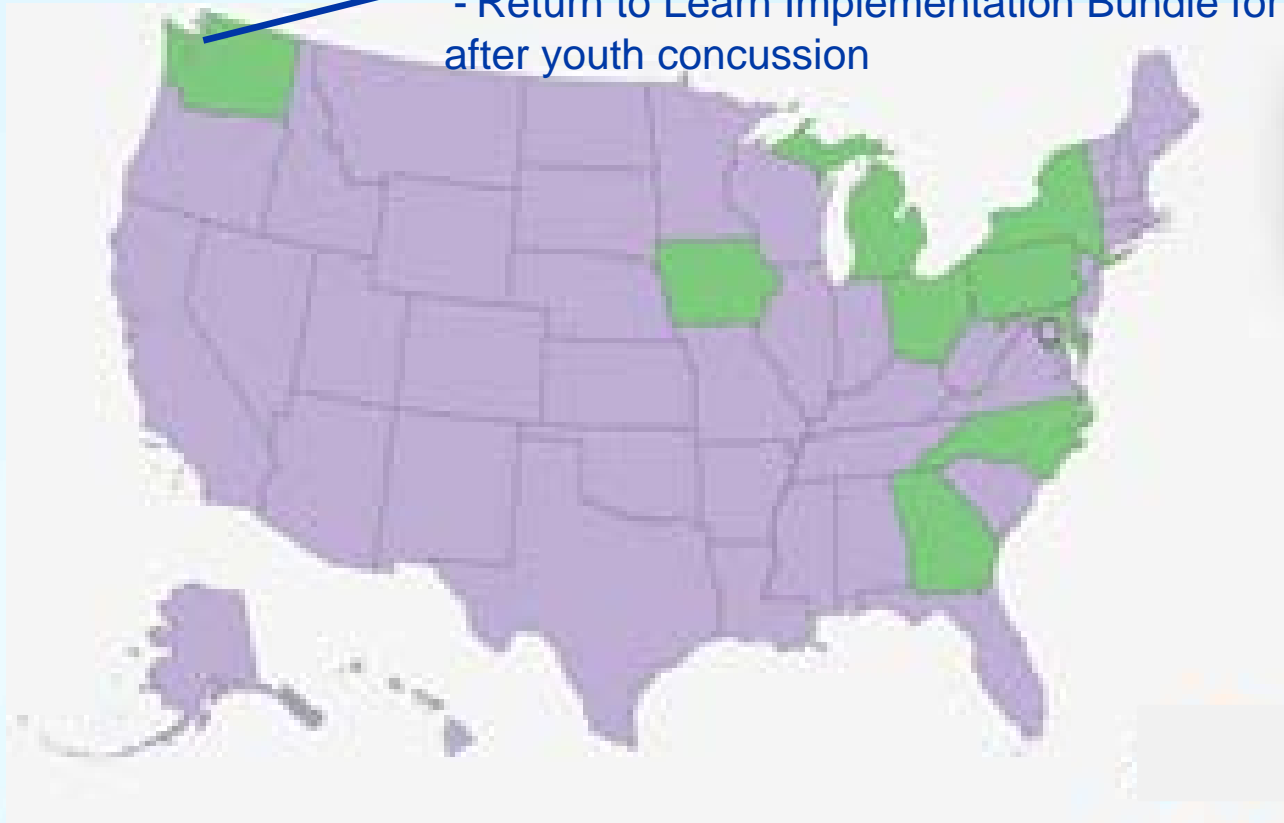 - Return to Learn Implementation Bundle for
after youth concussion